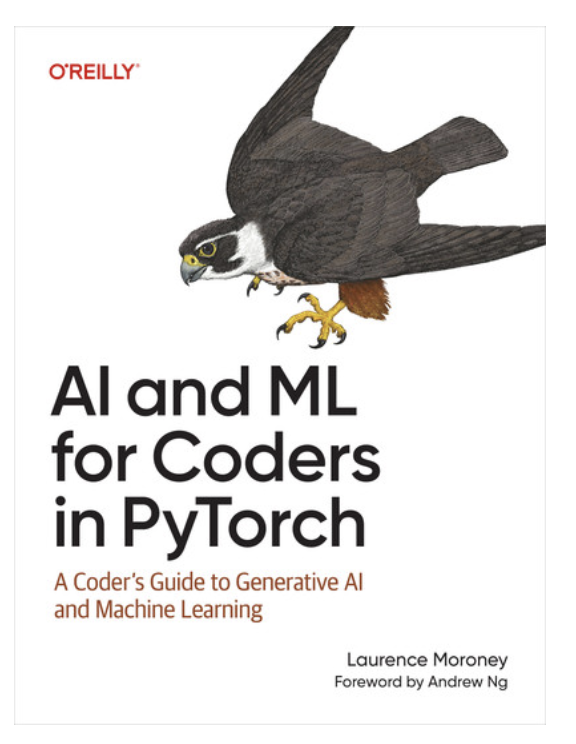 O'REILLY®
AI and ML
for Coders
in PyTorch
A Coder's Guide to Generative AI
and Machine Learning
Laurence Moroney
Foreword by Andrew Ng